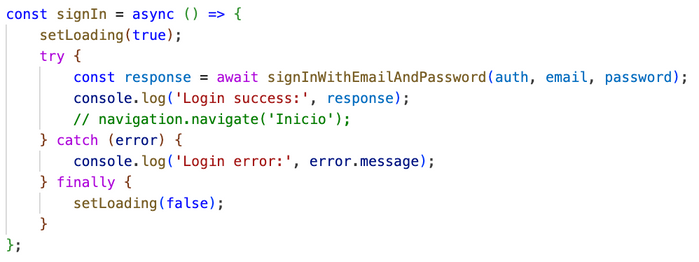 const signIn = async () => {
    setLoading(true);
    try {
        const response = await signInWithEmailAndPassword(auth, email, password);
        console.log('Login success:', response);
        // navigation.navigate('Inicio');
    } catch (error) {
        console.log('Login error:', error.message);
    } finally {
        setLoading(false);
    }
};